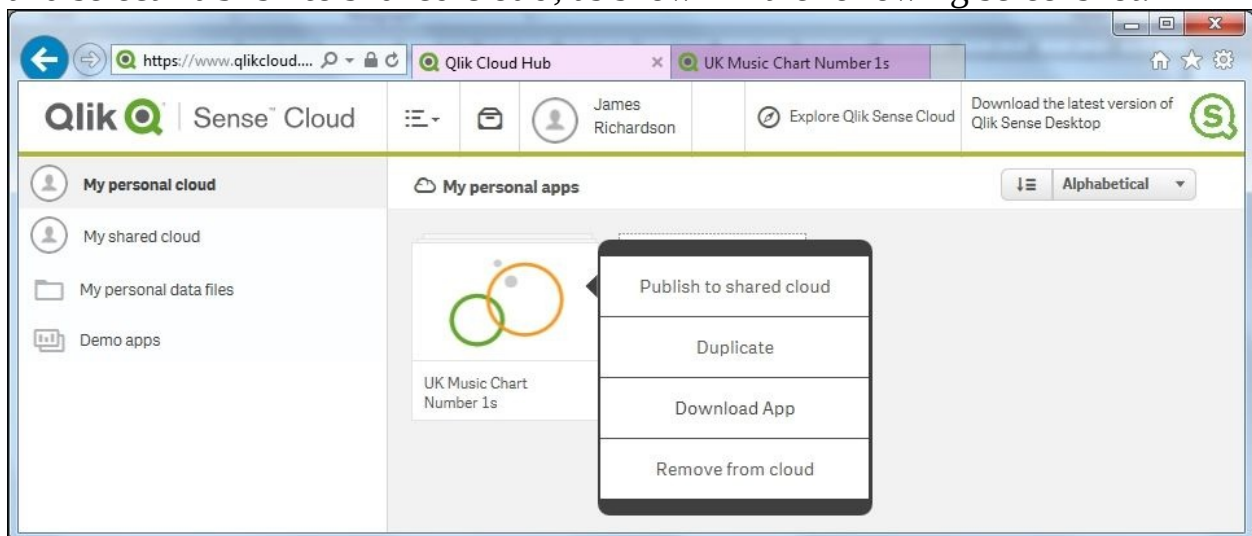 https://www.qlikcloud....
Qlik Cloud Hub
UK Music Chart Number 1s
Qlik Sense™ Cloud
James
Richardson
Explore Qlik Sense Cloud
Download the latest version of
Qlik Sense Desktop
My personal cloud
My shared cloud
My personal data files
Demo apps
My personal apps
Alphabetical
UK Music Chart
Number 1s
Publish to shared cloud
Duplicate
Download App
Remove from cloud